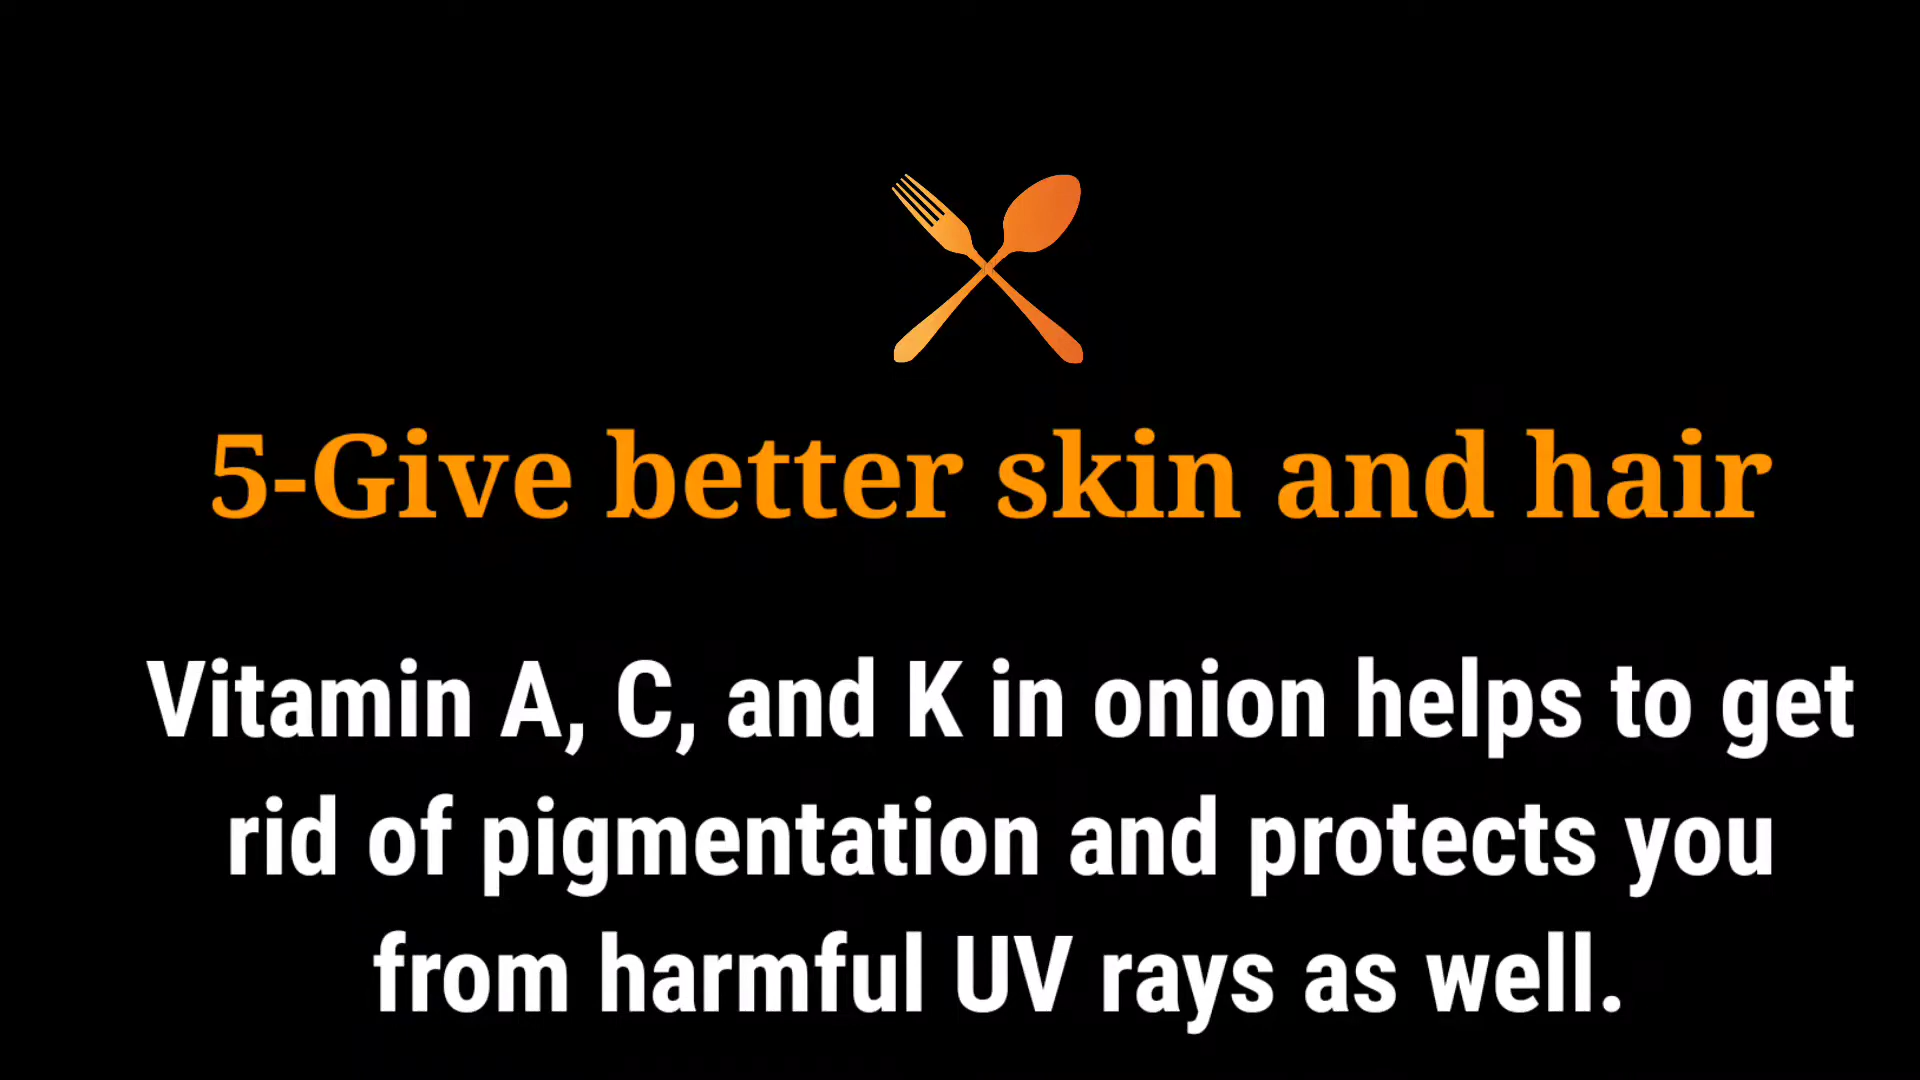 5-Give better skin and hair
Vitamin A, C, and K in onion helps to get
rid of pigmentation and protects you
from harmful UV rays as well.